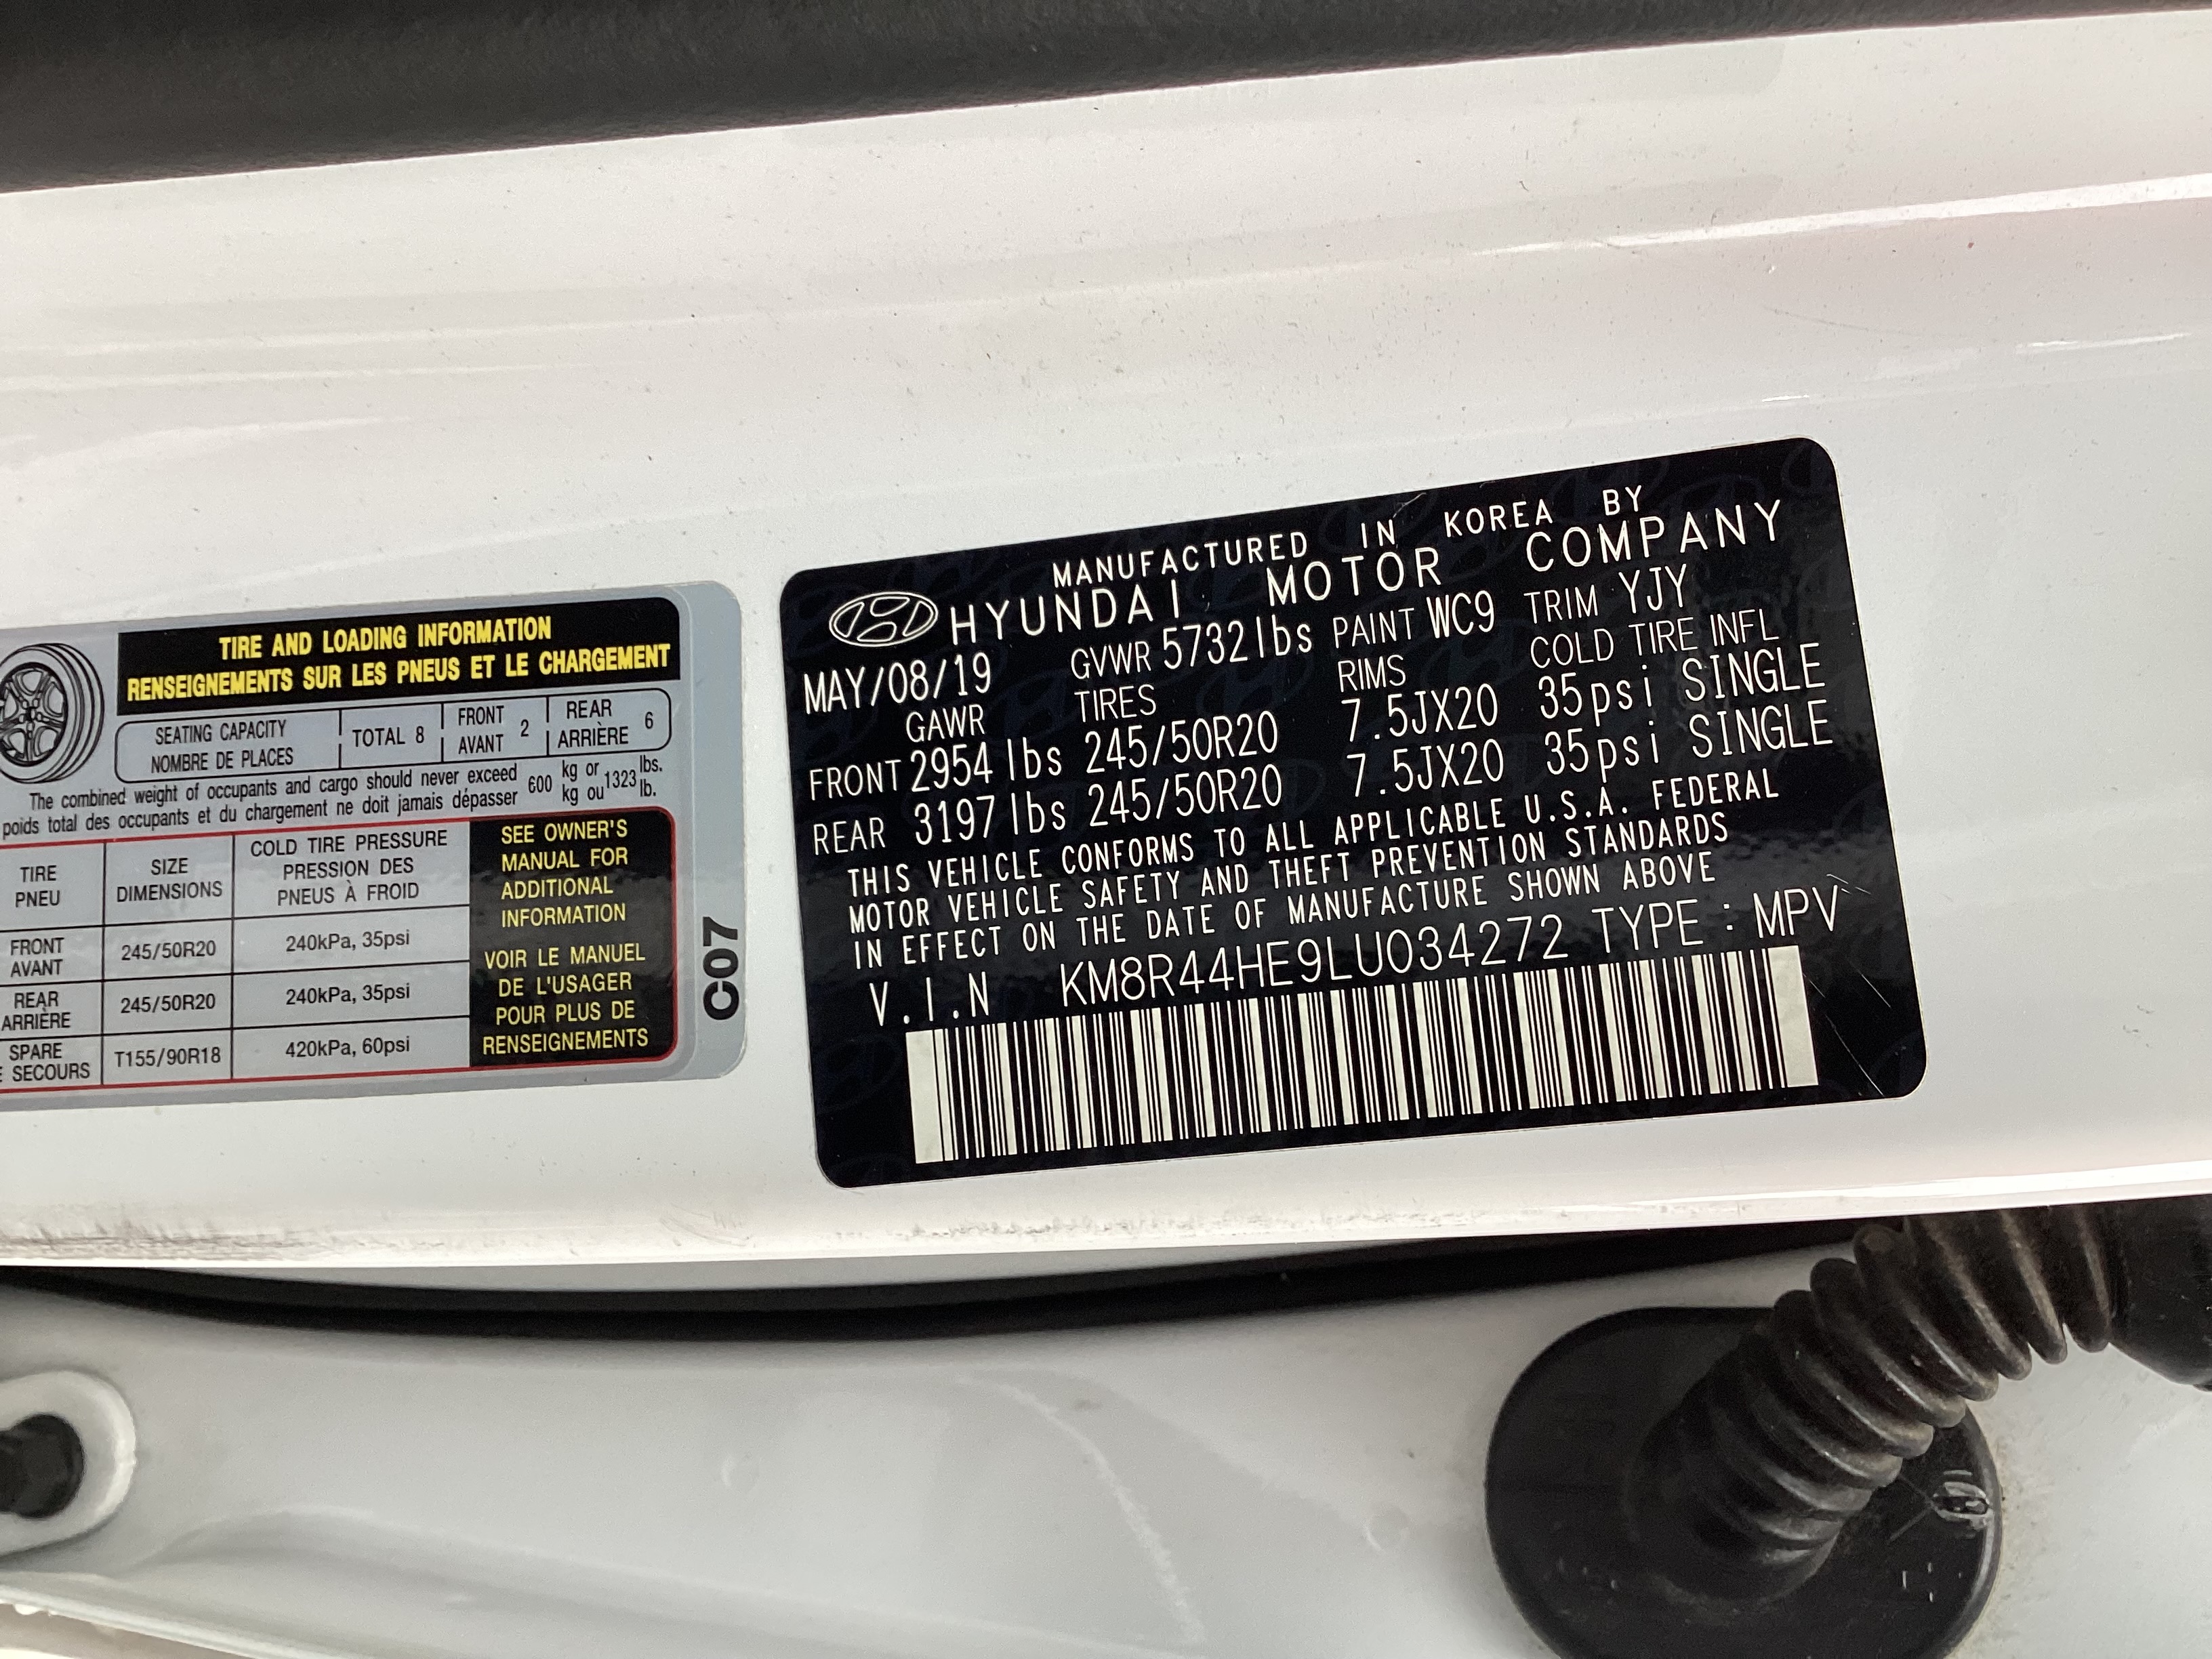 TIRE AND LOADING INFORMATION
RENSEIGNEMENTS SUR LES PNEUS ET LE CHARGEMENT
SEATING CAPACITY
NOMBRE DE PLACES
TOTAL 8
FRONT
AVANT
2
REAR
ARRIÈRE
6
The combined weight of occupants and cargo should never exceed 600 kg or 1323 lbs.
poids total des occupants et du chargement ne doit jamais dépasser 600 kg ou 1323 lb.
TIRE
PNEU
SIZE
DIMENSIONS
COLD TIRE PRESSURE
PRESSION DES
PNEUS À FROID
FRONT
AVANT
245/50R20
240kPa, 35psi
REAR
ARRIÈRE
245/50R20
240kPa, 35psi
SPARE
SECOURS
T155/90R18
420kPa, 60psi
SEE OWNER'S
MANUAL FOR
ADDITIONAL
INFORMATION
VOIR LE MANUEL
DE L'USAGER
POUR PLUS DE
RENSEIGNEMENTS
C07
MANUFACTURED IN KOREA BY
HYUNDAI MOTOR COMPANY
MAY/08/19 GVWR 5732lbs PAINT WC9 TRIM YJY
GAWR TIRES RIMS COLD TIRE INFL
FRONT 2954 lbs 245/50R20 7.5JX20 35psi SINGLE
REAR 3197 lbs 245/50R20 7.5JX20 35psi SINGLE
THIS VEHICLE CONFORMS TO ALL APPLICABLE U.S.A. FEDERAL
MOTOR VEHICLE SAFETY AND THEFT PREVENTION STANDARDS
IN EFFECT ON THE DATE OF MANUFACTURE SHOWN ABOVE
V.I.N KM8R44HE9LU034272 TYPE : MPV